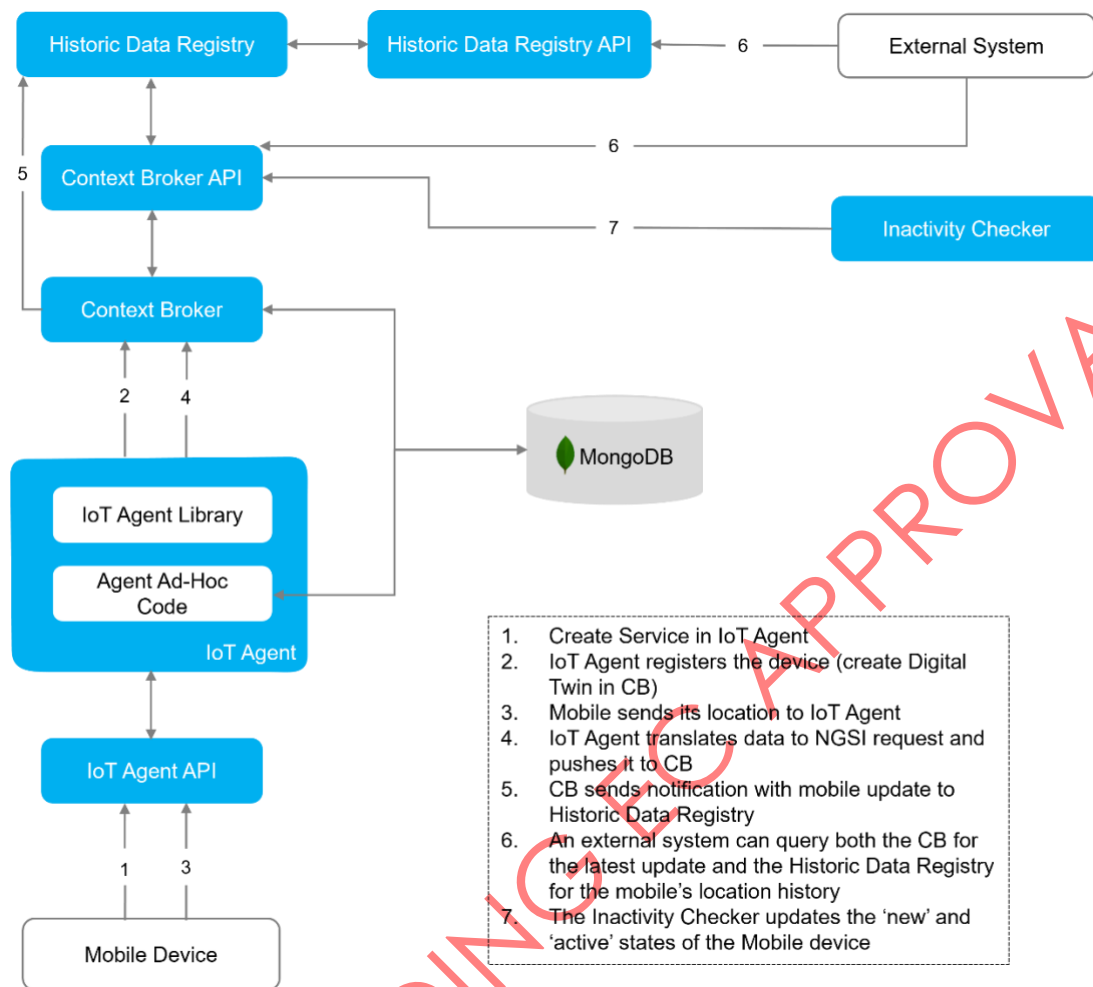 Historic Data Registry
Historic Data Registry API
6
External System
6
5
Context Broker API
7
Inactivity Checker
Context Broker
2
4
MongoDB
IoT Agent Library
Agent Ad-Hoc
Code
IoT Agent
1. Create Service in IoT Agent
2. IoT Agent registers the device (create Digital
Twin in CB)
3. Mobile sends its location to IoT Agent
4. IoT Agent translates data to NGSI request and
pushes it to CB
5. CB sends notification with mobile update to
Historic Data Registry
6. An external system can query both the CB for
the latest update and the Historic Data Registry
for the mobile's location history
7. The Inactivity Checker updates the ‘new’ and
‘active’ states of the Mobile device
IoT Agent API
1
3
Mobile Device
EC